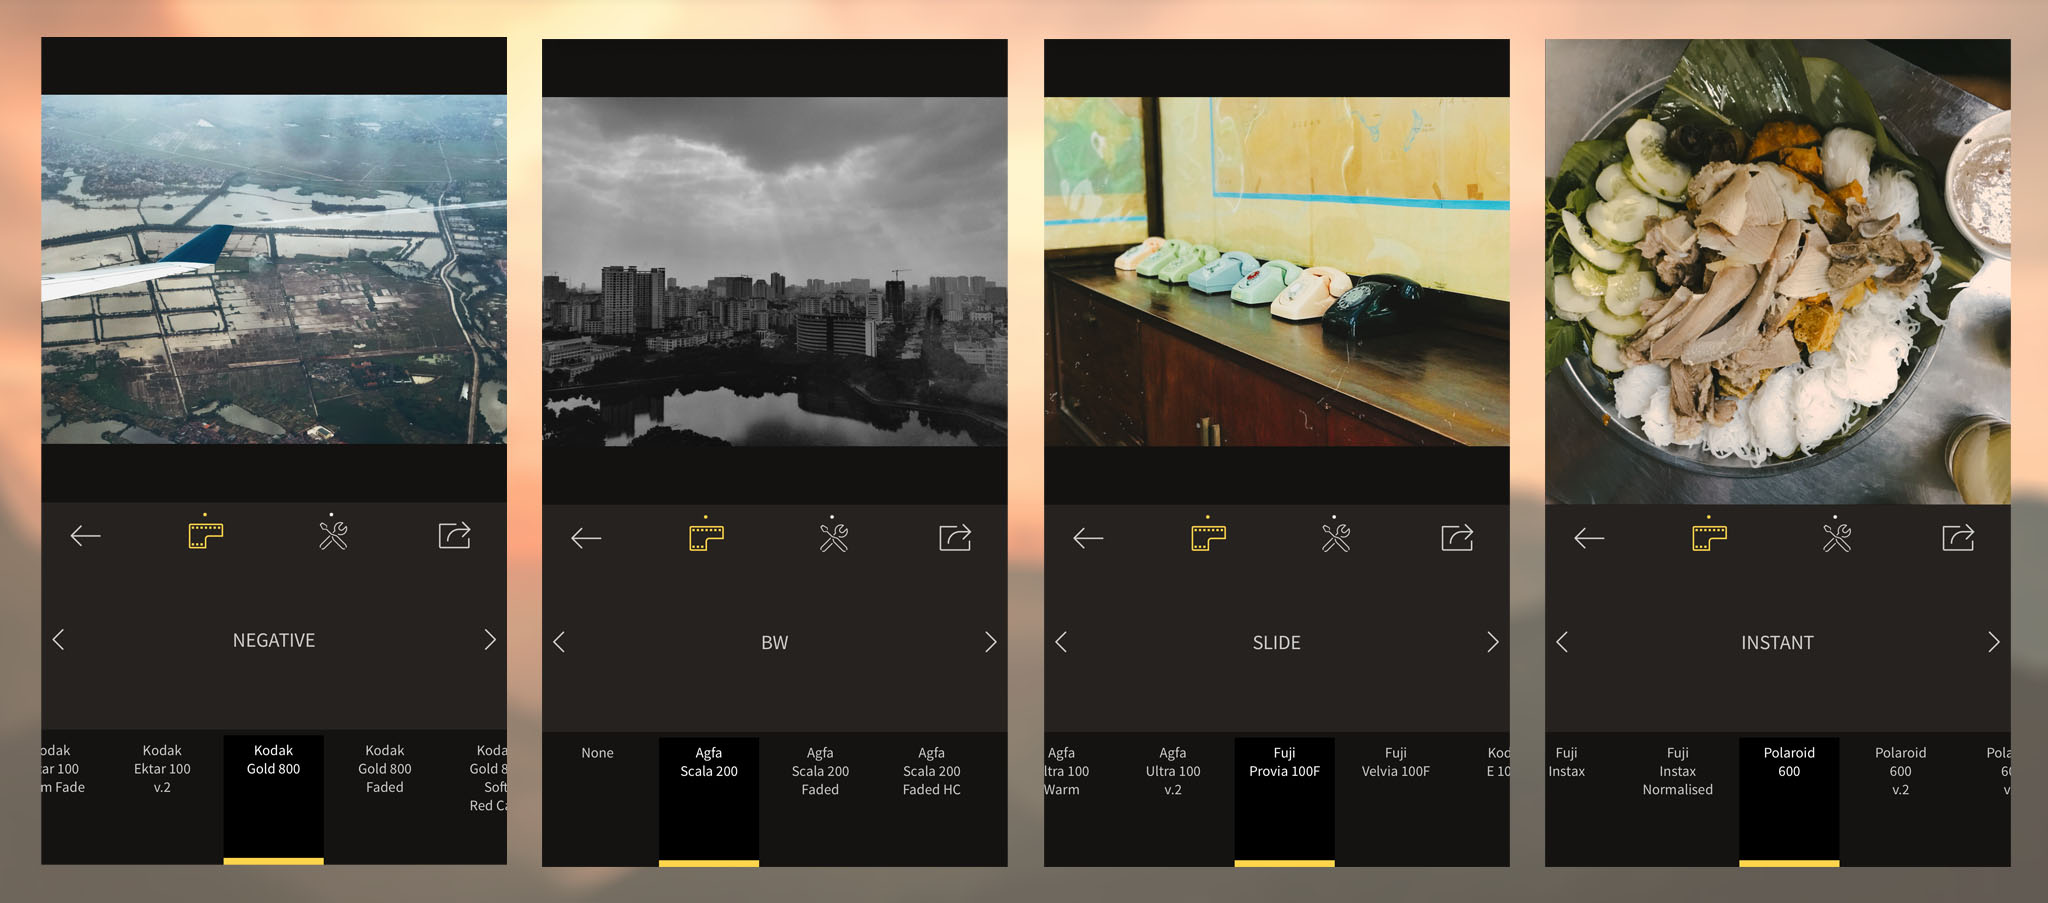 NEGATIVE
odak
ar 100
m Fade
Kodak
Ektar 100
v.2
Kodak
Gold 800
Kodak
Gold 800
Faded
Koda
Gold 8
Soft
Red Ca
BW
None
Agfa
Scala 200
Agfa
Scala 200
Faded
Agfa
Scala 200
Faded HC
SLIDE
Agfa
ltra 100
Warm
Agfa
Ultra 100
v.2
Fuji
Provia 100F
Fuji
Velvia 100F
Kod
E 10
INSTANT
Fuji
Instax
Fuji
Instax
Normalised
Polaroid
600
Polaroid
600
v.2
Pola
60
v